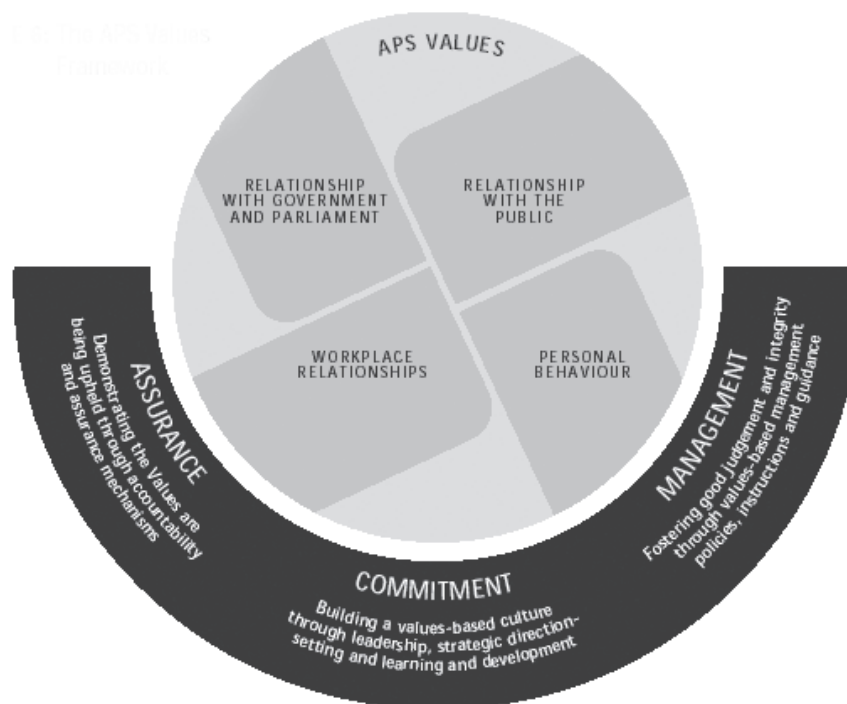 APS VALUES
RELATIONSHIP
WITH GOVERNMENT
AND PARLIAMENT
RELATIONSHIP
WITH THE
PUBLIC
WORKPLACE
RELATIONSHIPS
PERSONAL
BEHAVIOUR
ASSURANCE
Demonstrating the Values are
being upheld through accountability
and assurance mechanisms
COMMITMENT
Building a values-based culture
through leadership, strategic direction-
setting and learning and development
MANAGEMENT
Fostering good judgement and integrity
through values-based management
policies, instructions and guidance